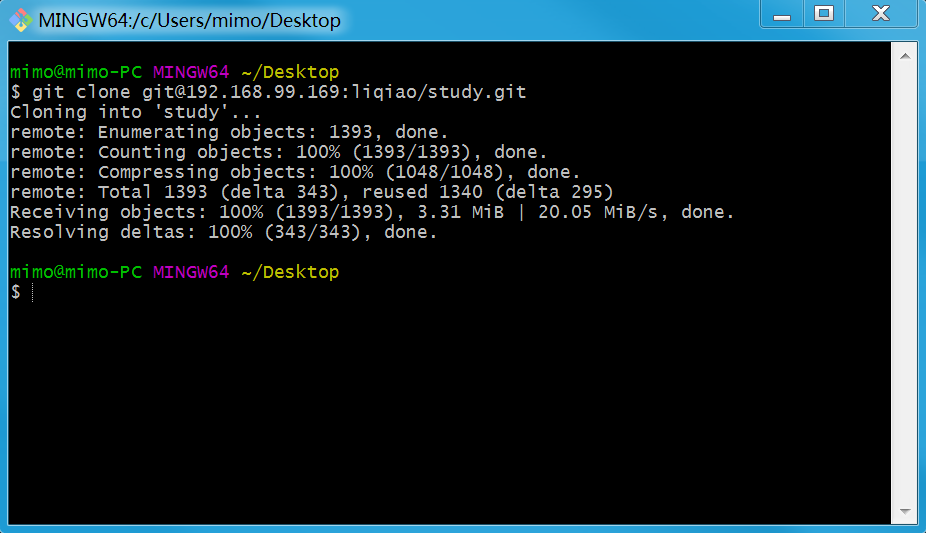 MINGW64:/c/Users/mimo/Desktop
mimo@mimo-PC MINGW64 ~/Desktop
$ git clone git@192.168.99.169:liqiao/study.git
Cloning into 'study'...
remote: Enumerating objects: 1393, done.
remote: Counting objects: 100% (1393/1393), done.
remote: Compressing objects: 100% (1048/1048), done.
remote: Total 1393 (delta 343), reused 1340 (delta 295)
Receiving objects: 100% (1393/1393), 3.31 MiB | 20.05 MiB/s, done.
Resolving deltas: 100% (343/343), done.
mimo@mimo-PC MINGW64 ~/Desktop
$